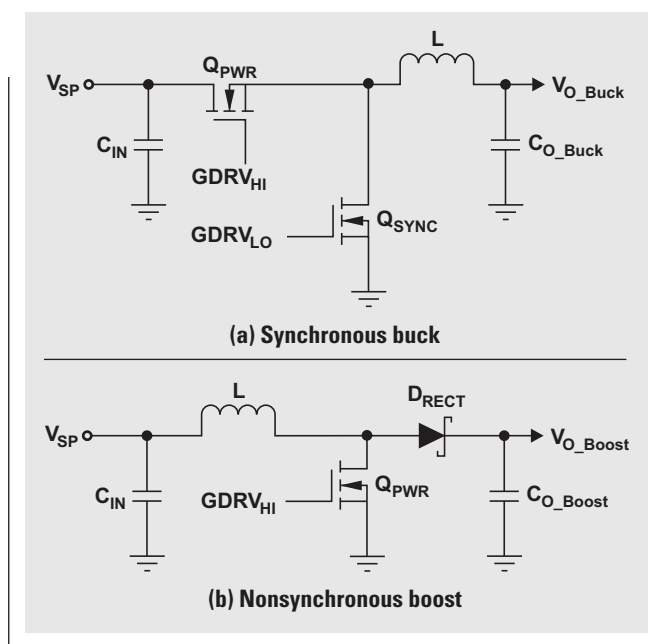 L
Q_PWR
V_SP
V_O_Buck
C_IN
C_O_Buck
GDRV_HI
Q_SYNC
GDRV_LO
(a) Synchronous buck
L
D_RECT
V_SP
V_O_Boost
Q_PWR
C_IN
GDRV_HI
C_O_Boost
(b) Nonsynchronous boost